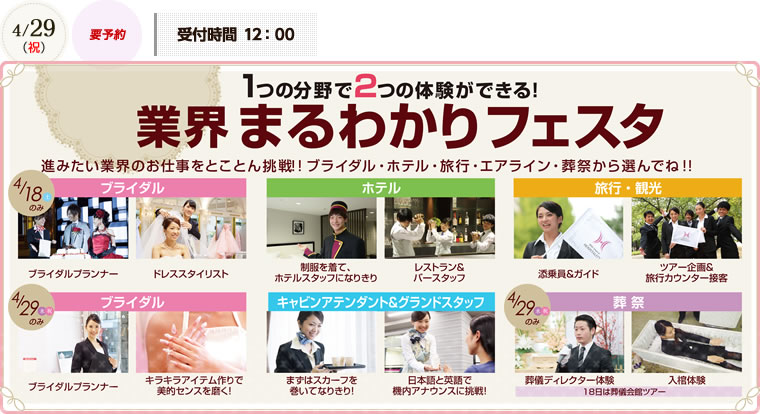 4/29
（祝）
要予約
受付時間 12：00
1つの分野で2つの体験ができる!
業界 まるわかりフェスタ
進みたい業界のお仕事をとことん挑戦!! ブライダル・ホテル・旅行・エアライン・葬祭から選んでね!!
4/18
のみ
ブライダル
ブライダルプランナー
ドレススタイリスト
ホテル
制服を着て、
ホテルスタッフになりきり
レストラン&
バースタッフ
旅行・観光
添乗員&ガイド
ツアー企画&
旅行カウンター接客
4/29
のみ
ブライダル
ブライダルプランナー
キラキラアイテム作りで
美的センスを磨く!
キャビンアテンダント&グランドスタッフ
まずはスカーフを
巻いてなりきり!
日本語と英語で
機内アナウンスに挑戦!
4/29
のみ
葬 祭
葬儀ディレクター体験
入棺体験
18日は葬儀会館ツアー